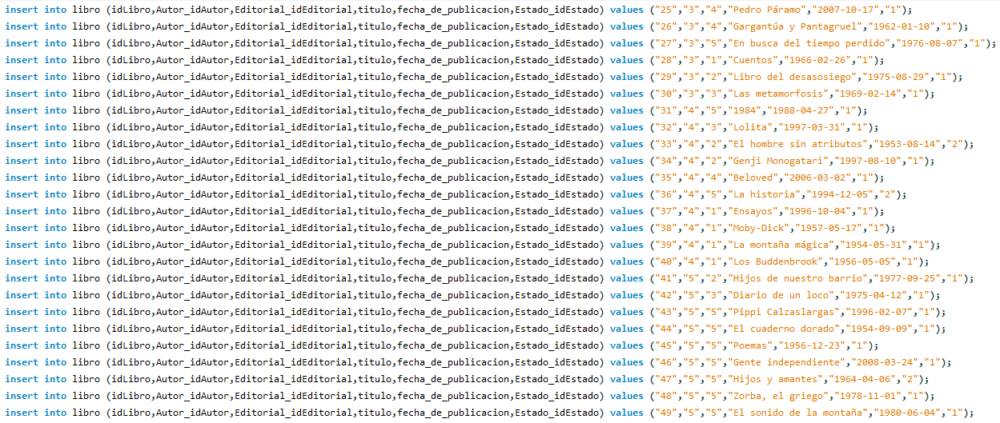 insert into libro (idLibro,Autor_idAutor,Editorial_idEditorial,titulo,fecha_de_publicacion,Estado_idEstado) values ("25","3","4","Pedro Páramo","2007-10-17","1");
insert into libro (idLibro,Autor_idAutor,Editorial_idEditorial,titulo,fecha_de_publicacion,Estado_idEstado) values ("26","3","4","Gargantúa y Pantagruel","1962-01-10","1");
insert into libro (idLibro,Autor_idAutor,Editorial_idEditorial,titulo,fecha_de_publicacion,Estado_idEstado) values ("27","3","5","En busca del tiempo perdido","1976-08-07","1");
insert into libro (idLibro,Autor_idAutor,Editorial_idEditorial,titulo,fecha_de_publicacion,Estado_idEstado) values ("28","3","1","Cuentos","1966-02-26","1");
insert into libro (idLibro,Autor_idAutor,Editorial_idEditorial,titulo,fecha_de_publicacion,Estado_idEstado) values ("29","3","2","Libro del desasosiego","1975-08-29","1");
insert into libro (idLibro,Autor_idAutor,Editorial_idEditorial,titulo,fecha_de_publicacion,Estado_idEstado) values ("30","3","3","Las metamorfosis","1969-02-14","1");
insert into libro (idLibro,Autor_idAutor,Editorial_idEditorial,titulo,fecha_de_publicacion,Estado_idEstado) values ("31","4","5","1984","1988-04-27","1");
insert into libro (idLibro,Autor_idAutor,Editorial_idEditorial,titulo,fecha_de_publicacion,Estado_idEstado) values ("32","4","3","Lolita","1997-03-31","1");
insert into libro (idLibro,Autor_idAutor,Editorial_idEditorial,titulo,fecha_de_publicacion,Estado_idEstado) values ("33","4","2","El hombre sin atributos","1953-08-14","2");
insert into libro (idLibro,Autor_idAutor,Editorial_idEditorial,titulo,fecha_de_publicacion,Estado_idEstado) values ("34","4","2","Genji Monogatari","1997-08-10","1");
insert into libro (idLibro,Autor_idAutor,Editorial_idEditorial,titulo,fecha_de_publicacion,Estado_idEstado) values ("35","4","4","Beloved","2006-03-02","1");
insert into libro (idLibro,Autor_idAutor,Editorial_idEditorial,titulo,fecha_de_publicacion,Estado_idEstado) values ("36","4","5","La historia","1994-12-05","2");
insert into libro (idLibro,Autor_idAutor,Editorial_idEditorial,titulo,fecha_de_publicacion,Estado_idEstado) values ("37","4","1","Ensayos","1996-10-04","1");
insert into libro (idLibro,Autor_idAutor,Editorial_idEditorial,titulo,fecha_de_publicacion,Estado_idEstado) values ("38","4","1","Moby-Dick","1957-05-17","1");
insert into libro (idLibro,Autor_idAutor,Editorial_idEditorial,titulo,fecha_de_publicacion,Estado_idEstado) values ("39","4","1","La montaña mágica","1954-05-31","1");
insert into libro (idLibro,Autor_idAutor,Editorial_idEditorial,titulo,fecha_de_publicacion,Estado_idEstado) values ("40","4","1","Los Buddenbrook","1956-05-05","1");
insert into libro (idLibro,Autor_idAutor,Editorial_idEditorial,titulo,fecha_de_publicacion,Estado_idEstado) values ("41","5","2","Hijos de nuestro barrio","1977-09-25","1");
insert into libro (idLibro,Autor_idAutor,Editorial_idEditorial,titulo,fecha_de_publicacion,Estado_idEstado) values ("42","5","3","Diario de un loco","1975-04-12","1");
insert into libro (idLibro,Autor_idAutor,Editorial_idEditorial,titulo,fecha_de_publicacion,Estado_idEstado) values ("43","5","5","Pippi Calzaslargas","1996-02-07","1");
insert into libro (idLibro,Autor_idAutor,Editorial_idEditorial,titulo,fecha_de_publicacion,Estado_idEstado) values ("44","5","5","El cuaderno dorado","1954-09-09","1");
insert into libro (idLibro,Autor_idAutor,Editorial_idEditorial,titulo,fecha_de_publicacion,Estado_idEstado) values ("45","5","5","Poemas","1956-12-23","1");
insert into libro (idLibro,Autor_idAutor,Editorial_idEditorial,titulo,fecha_de_publicacion,Estado_idEstado) values ("46","5","5","Gente independiente","2008-03-24","1");
insert into libro (idLibro,Autor_idAutor,Editorial_idEditorial,titulo,fecha_de_publicacion,Estado_idEstado) values ("47","5","5","Hijos y amantes","1964-04-06","2");
insert into libro (idLibro,Autor_idAutor,Editorial_idEditorial,titulo,fecha_de_publicacion,Estado_idEstado) values ("48","5","5","Zorba, el griego","1978-11-01","1");
insert into libro (idLibro,Autor_idAutor,Editorial_idEditorial,titulo,fecha_de_publicacion,Estado_idEstado) values ("49","5","5","El sonido de la montaña","1980-06-04","1");